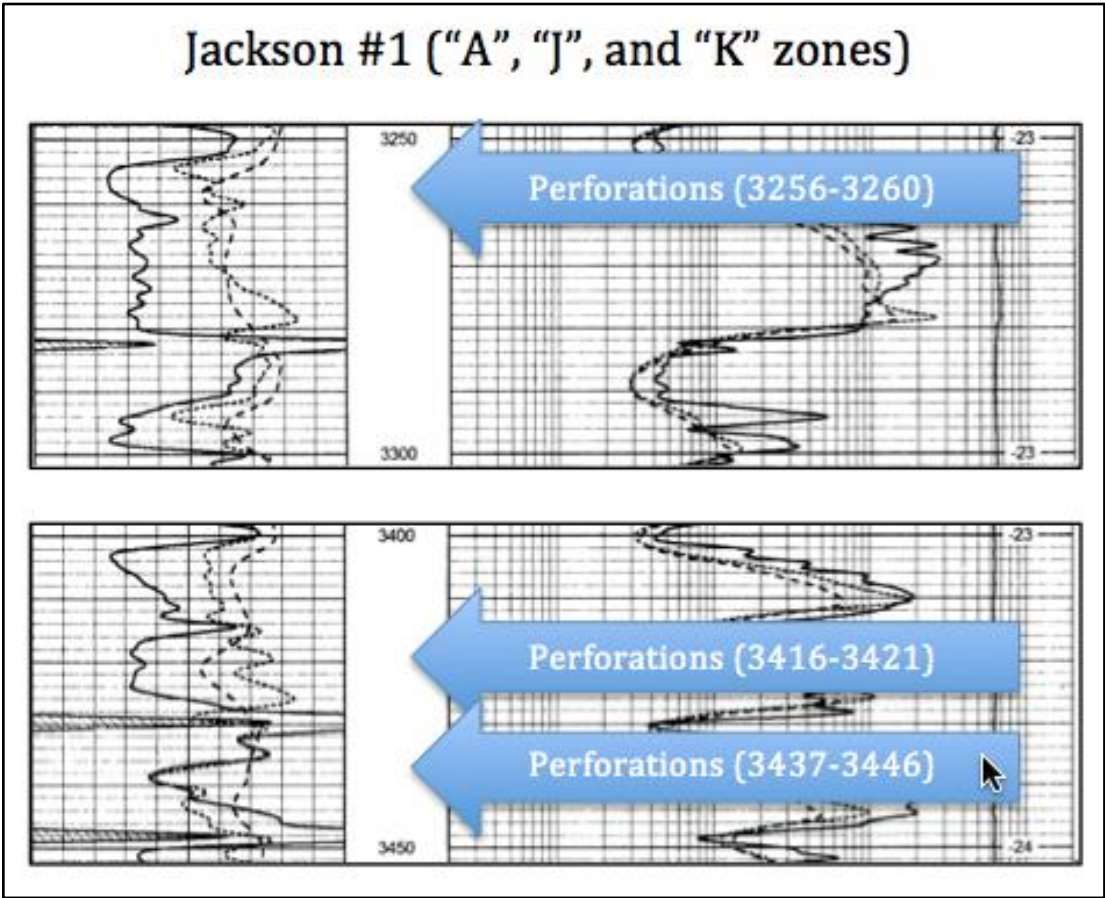 Jackson #1 (“A”, “J”, and “K” zones)
3250
-23
Perforations (3256-3260)
3300
-23
3400
-23
Perforations (3416-3421)
Perforations (3437-3446)
3450
-24